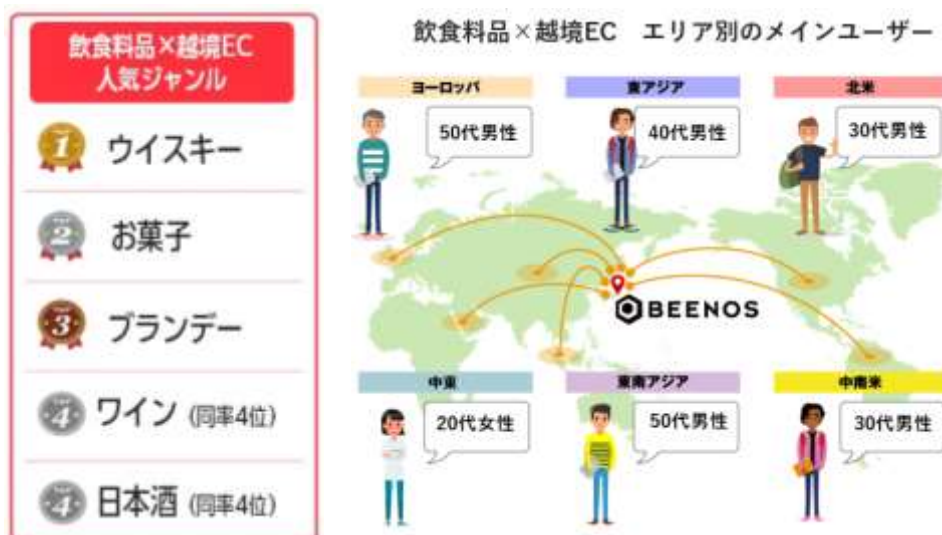 飲食料品×越境EC
人気ジャンル
1 ウイスキー
2 お菓子
3 ブランデー
4 ワイン (同率4位)
4 日本酒 (同率4位)
飲食料品×越境EC エリア別のメインユーザー
ヨーロッパ
50代男性
東アジア
40代男性
北米
30代男性
BEENOS
中東
20代女性
東南アジア
50代男性
中南米
30代男性